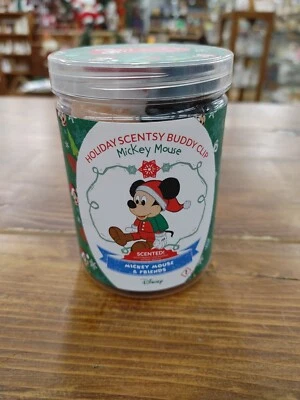 HOLIDAY SCENTSY BUDDY CLIP
Mickey Mouse
SCENTED!
MICKEY MOUSE
& FRIENDS
Disney